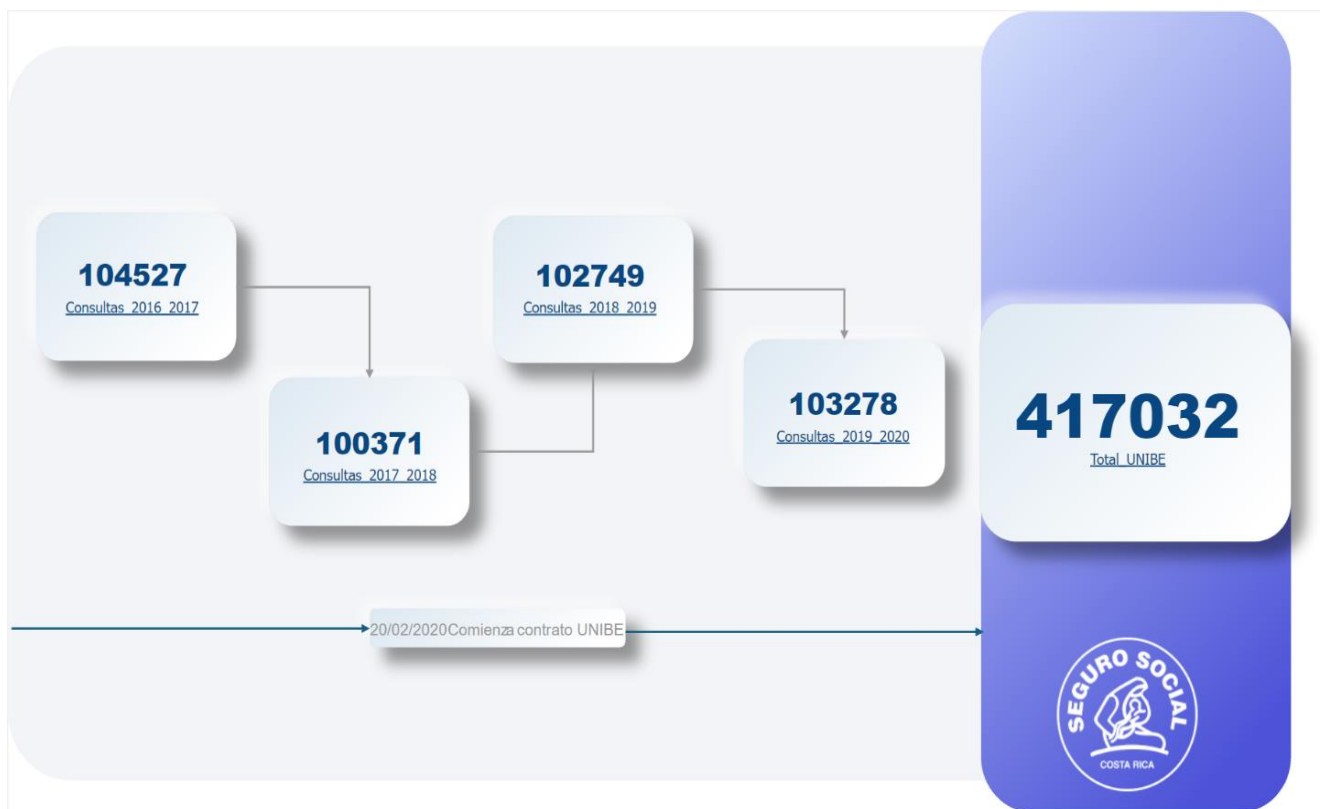 104527
Consultas_2016_2017
100371
Consultas_2017_2018
102749
Consultas_2018_2019
103278
Consultas_2019_2020
417032
Total_UNIBE
20/02/2020Comienza contrato UNIBE
SEGURO SOCIAL
COSTA RICA